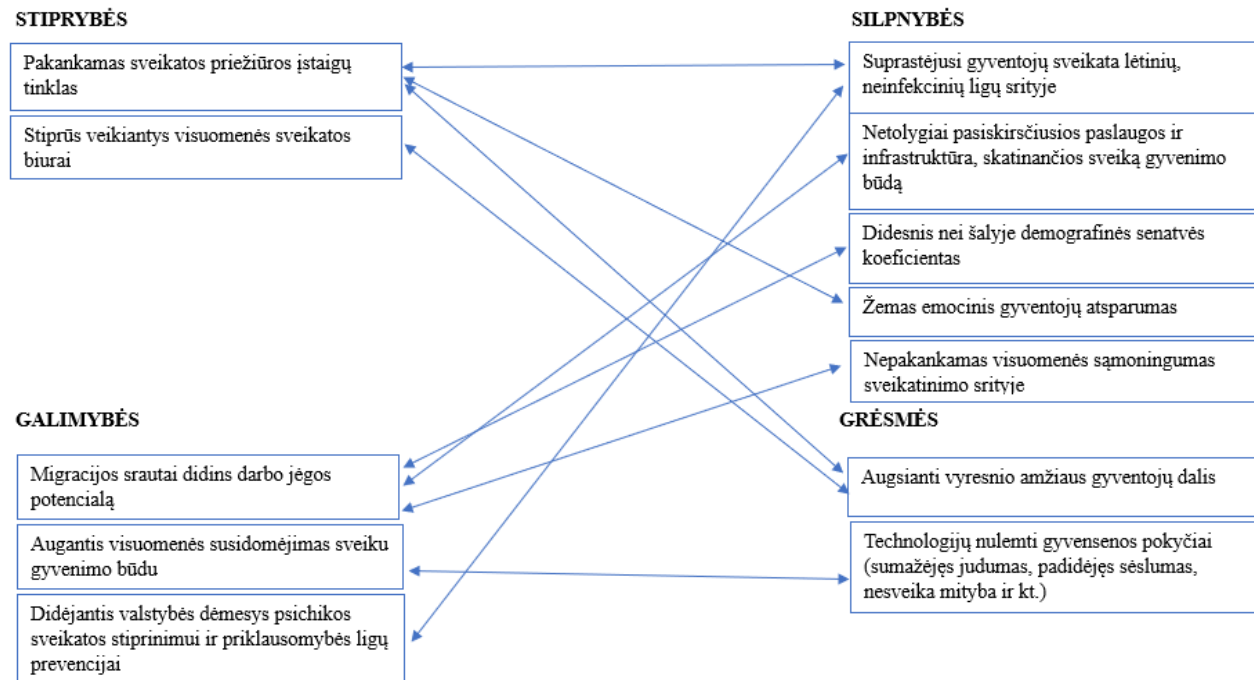 STIPRYBĖS
Pakankamas sveikatos priežiūros įstaigų
tinklas
Stiprūs veikiantys visuomenės sveikatos
biurai
SILPNYBĖS
Suprastėjusi gyventojų sveikata lėtinių,
neinfekcinių ligų srityje
Netolygiai pasiskirsčiusios paslaugos ir
infrastruktūra, skatinančios sveiką gyvenimo
būdą
Didesnis nei šalyje demografinės senatvės
koeficientas
Žemas emocinis gyventojų atsparumas
Nepakankamas visuomenės sąmoningumas
sveikatinimo srityje
GALIMYBĖS
Migracijos srautai didins darbo jėgos
potencialą
Augantis visuomenės susidomėjimas sveiku
gyvenimo būdu
Didėjantis valstybės dėmesys psichikos
sveikatos stiprinimui ir priklausomybės ligų
prevencijai
GRĖSMĖS
Augsianti vyresnio amžiaus gyventojų dalis
Technologijų nulemti gyvensenos pokyčiai
(sumažėjęs judumas, padidėjęs sėslumas,
nesveika mityba ir kt.)